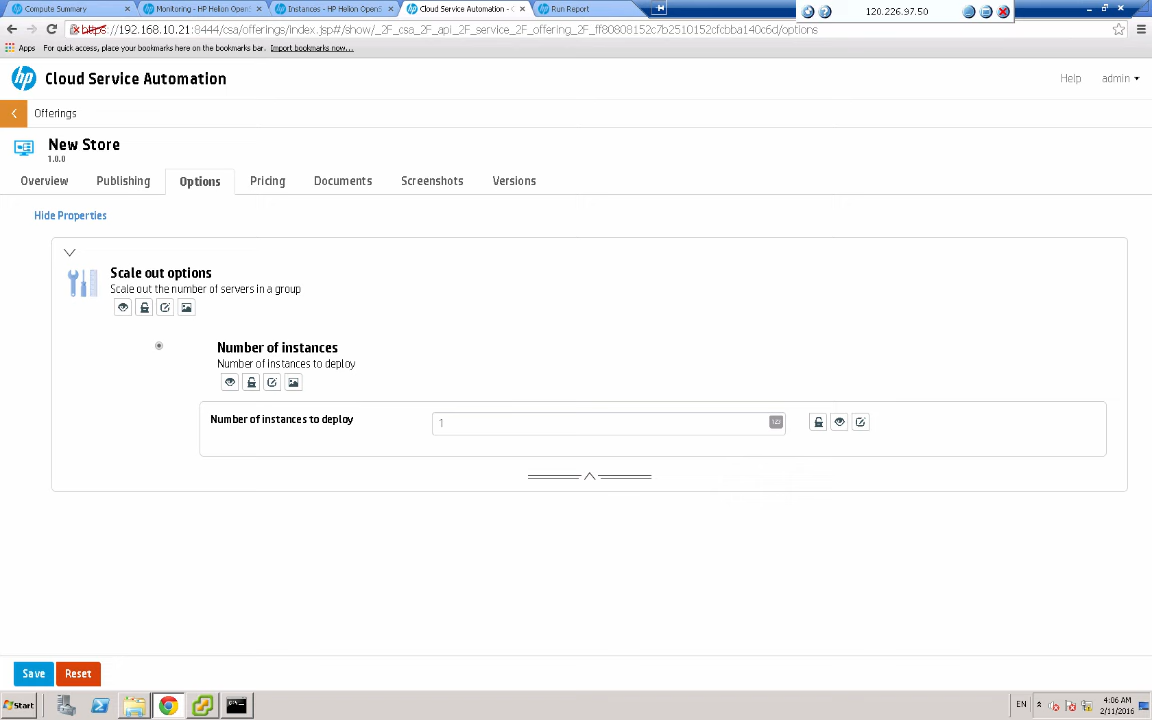 Compute Summary
Monitoring - HP Helion OpenS
Instances - HP Helion OpenS
Cloud Service Automation - C
Run Report
120.226.97.50
https://192.168.10.21:8444/csa/offerings/index.jsp#/show/_2F_csa_2F_api_2F_service_2F_offering_2F_ff80808152c7b2510152cfcbba140c6d/options
Apps
For quick access, place your bookmarks here on the bookmarks bar. Import bookmarks now...
hp
Cloud Service Automation
Help
admin
Offerings
New Store
1.0.0
Overview
Publishing
Options
Pricing
Documents
Screenshots
Versions
Hide Properties
Scale out options
Scale out the number of servers in a group
Number of instances
Number of instances to deploy
Number of instances to deploy
1
123
Save
Reset
Start
EN
4:06 AM
2/11/2016